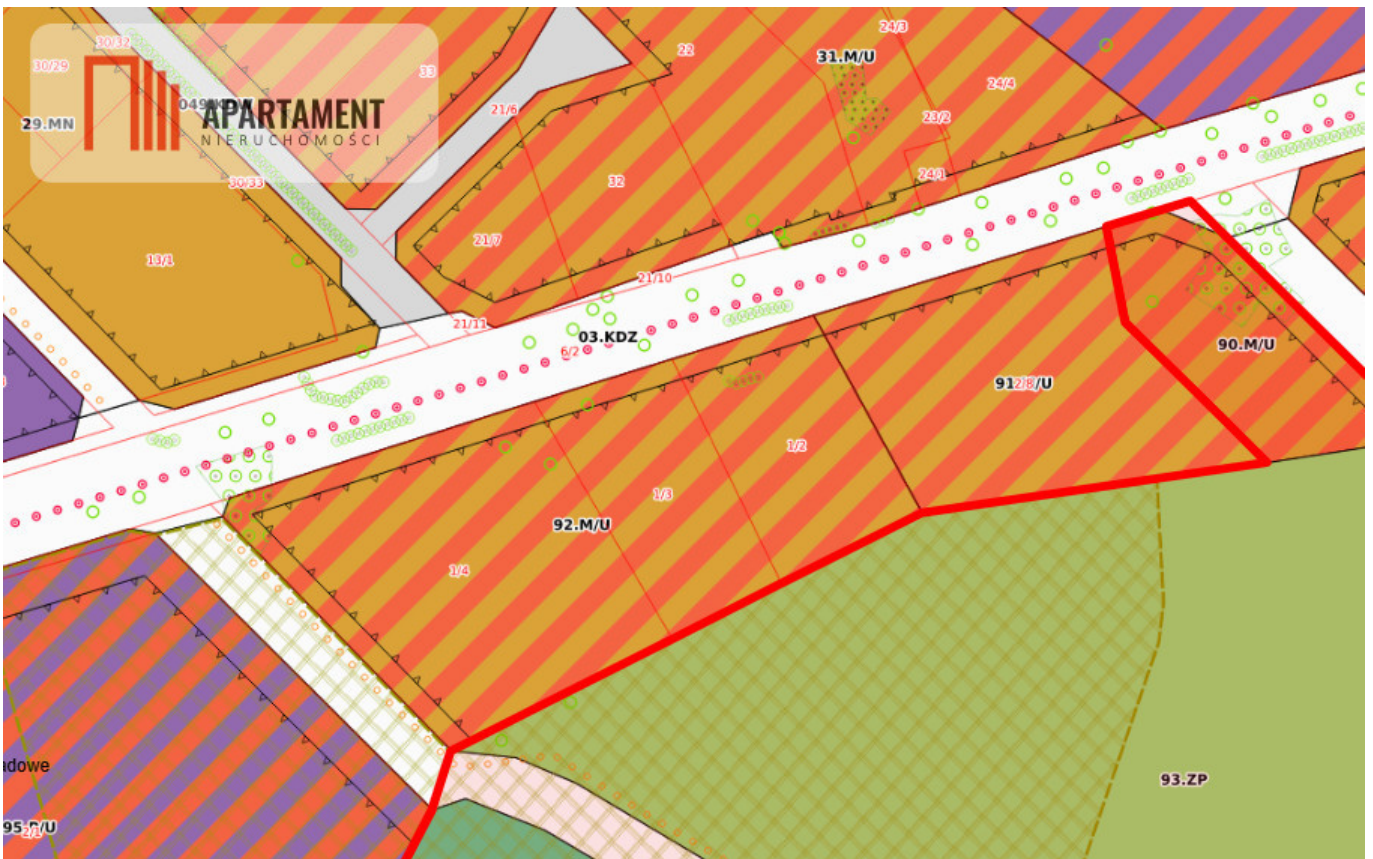 24/3
30/32
22
31.M/U
30/29
33
24/4
049
APARTAMENT
21/6
23/2
29.MN
NIERUCHOMOŚCI
24/1
30/33
32
21/7
13/1
21/10
21/11
03.KDZ
6/2
90.M/U
91 2/8 /U
1/2
1/3
92.M/U
1/4
adowe
93.ZP
95.P/U
2/1